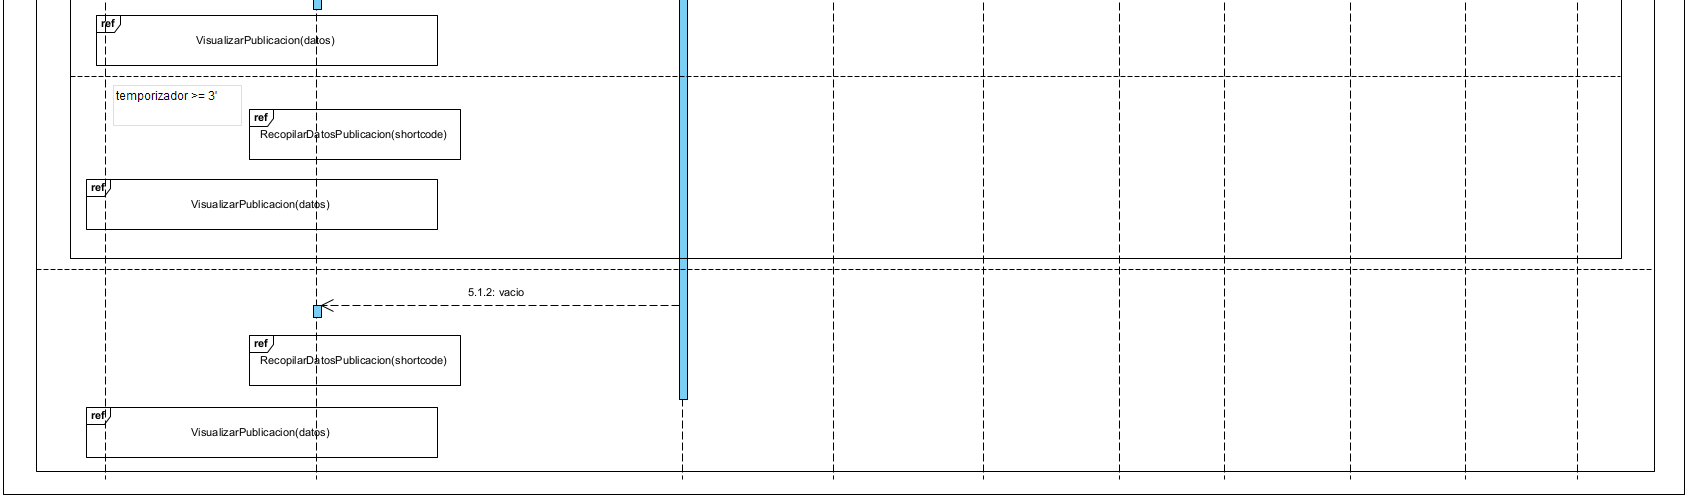 ref
VisualizarPublicacion(datos)
temporizador >= 3'
ref
RecopilarDatosPublicacion(shortcode)
ref
VisualizarPublicacion(datos)
5.1.2: vacio
ref
RecopilarDatosPublicacion(shortcode)
ref
VisualizarPublicacion(datos)